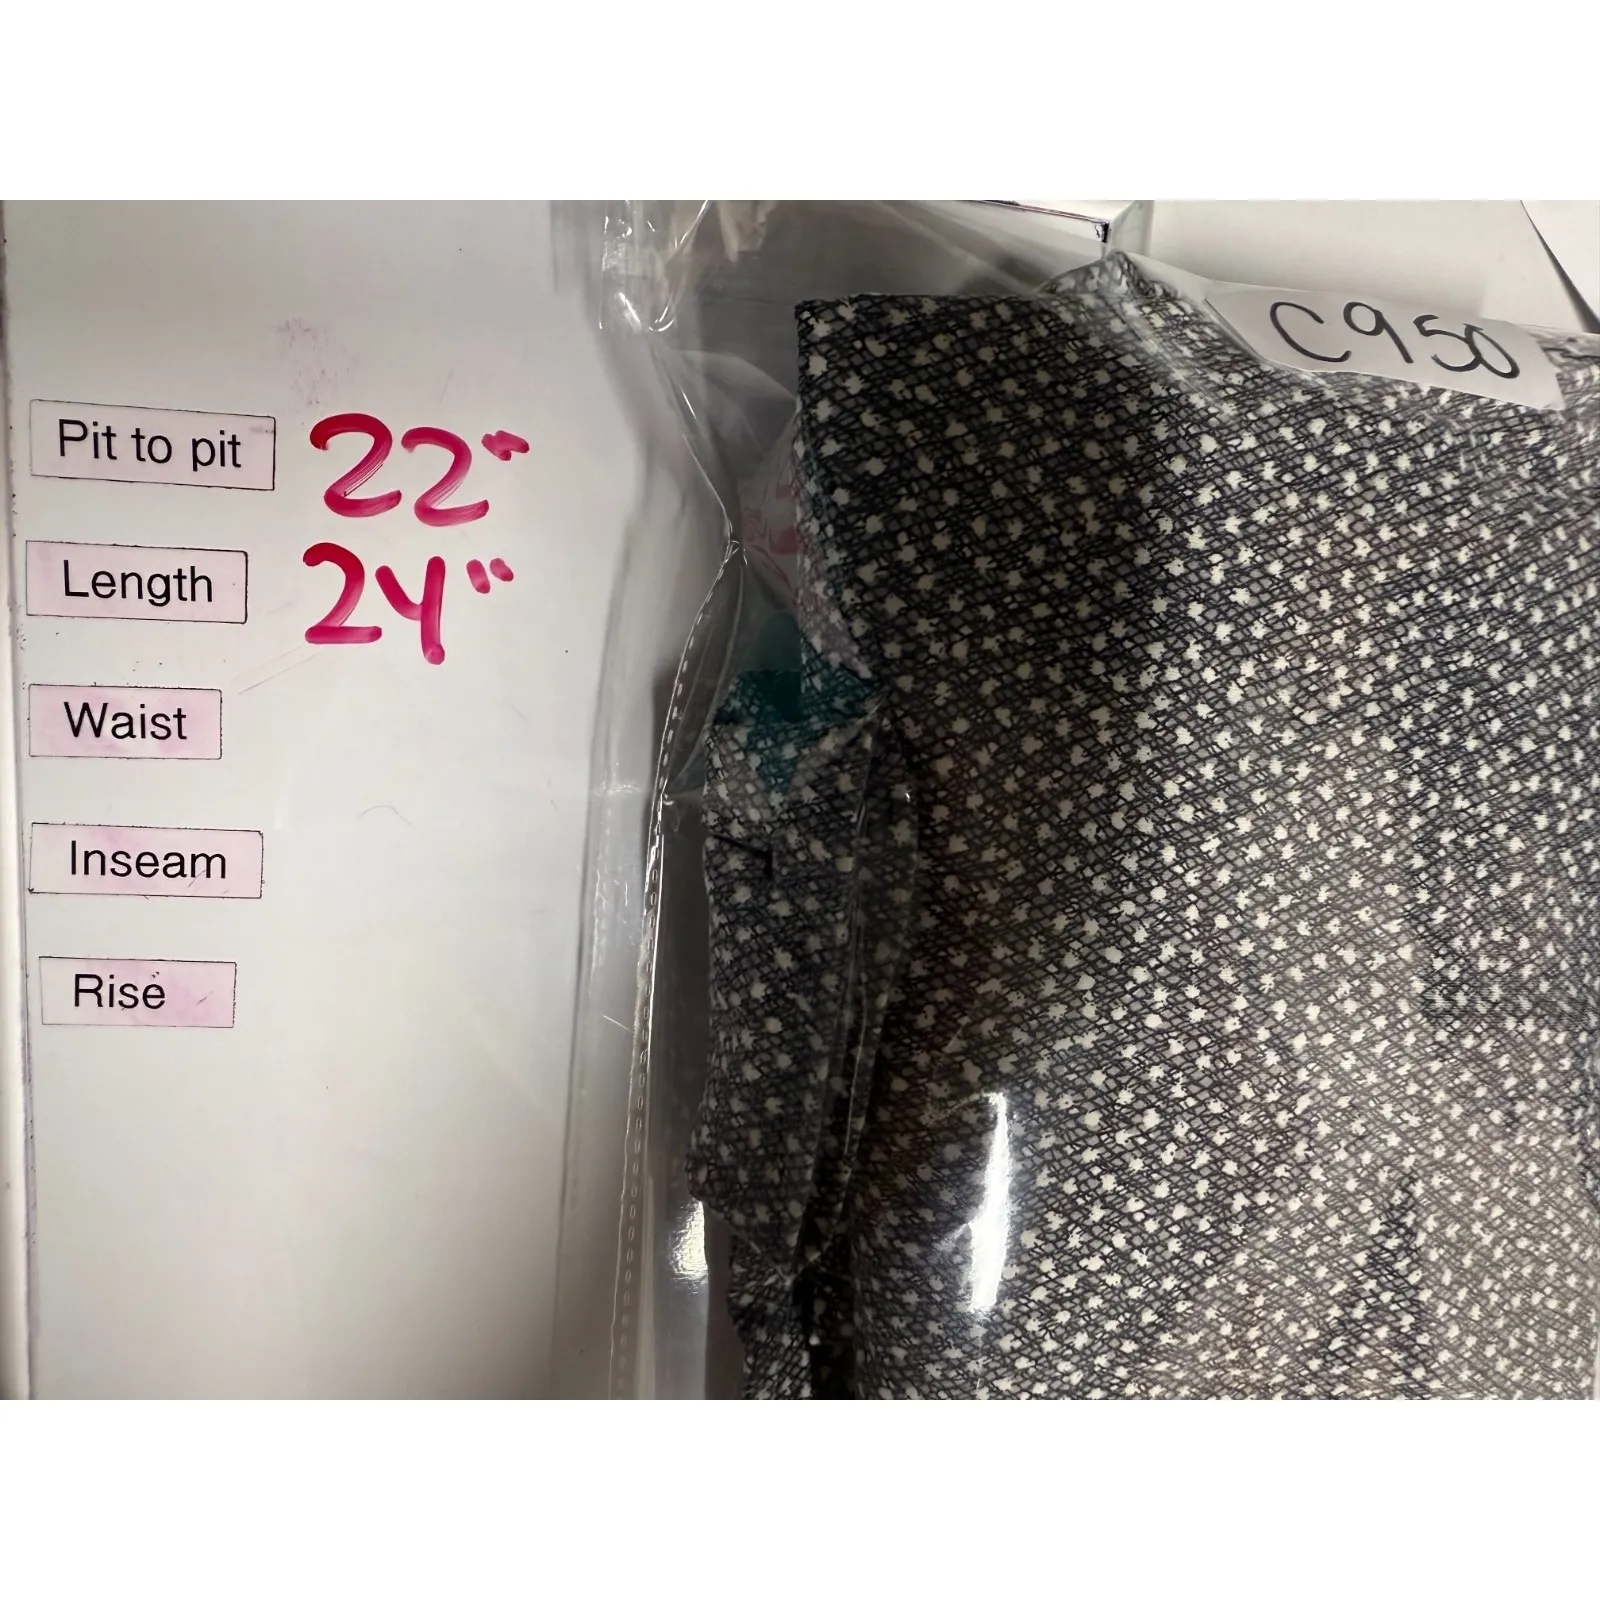 C950
Pit to pit 22"
Length 24"
Waist
Inseam
Rise